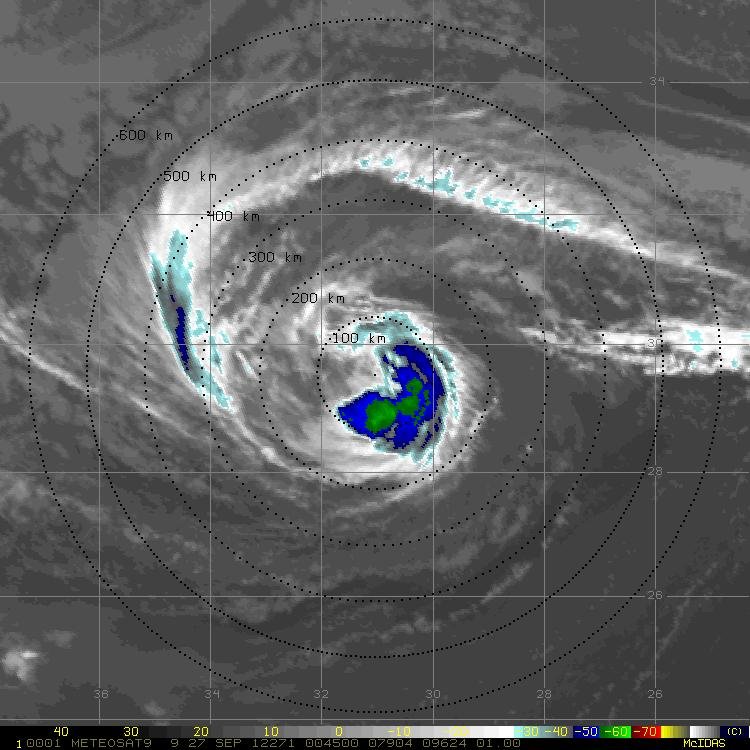 34
600 km
500 km
400 km
300 km
200 km
100 km
30
28
26
36 34 32 30 28 26
40 30 20 10 0 -10 -20 -30 -40 -50 -60 -70 (C)
1 0001 METEOSAT9 9 27 SEP 12271 004500 07904 09624 01.00 McIDAS